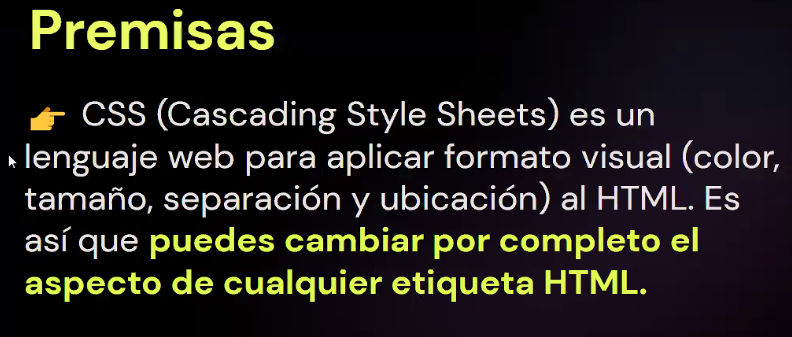 Premisas
👉 CSS (Cascading Style Sheets) es un
lenguaje web para aplicar formato visual (color,
tamaño, separación y ubicación) al HTML. Es
así que puedes cambiar por completo el
aspecto de cualquier etiqueta HTML.